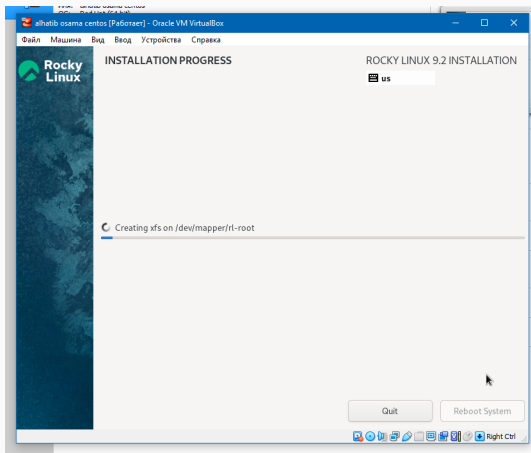 alhatib osama centos [Работает] - Oracle VM VirtualBox
Файл Машина Вид Ввод Устройства Справка
Rocky
Linux
INSTALLATION PROGRESS
ROCKY LINUX 9.2 INSTALLATION
us
Creating xfs on /dev/mapper/rl-root
Quit
Reboot System
Right Ctrl